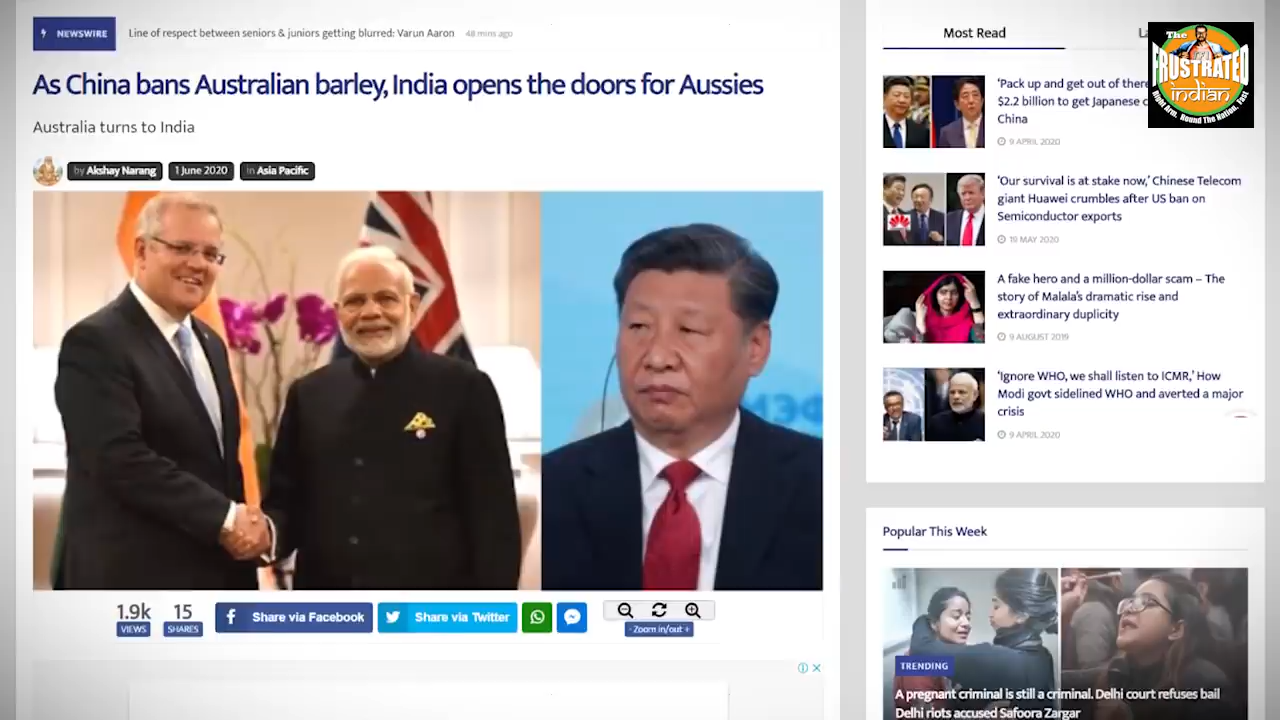 NEWSWIRE
Line of respect between seniors & juniors getting blurred: Varun Aaron 48 mins ago
As China bans Australian barley, India opens the doors for Aussies
Australia turns to India
by Akshay Narang
1 June 2020
in Asia Pacific
1.9k
VIEWS
15
SHARES
Share via Facebook
Share via Twitter
- Zoom in/out +
Most Read
La
The
FRUSTRATED
indian
Round The Nation,
‘Pack up and get out of there
$2.2 billion to get Japanese c
China
9 APRIL 2020
‘Our survival is at stake now,’ Chinese Telecom
giant Huawei crumbles after US ban on
Semiconductor exports
19 MAY 2020
A fake hero and a million-dollar scam – The
story of Malala’s dramatic rise and
extraordinary duplicity
9 AUGUST 2019
‘Ignore WHO, we shall listen to ICMR,’ How
Modi govt sidelined WHO and averted a major
crisis
9 APRIL 2020
Popular This Week
TRENDING
A pregnant criminal is still a criminal. Delhi court refuses bail
Delhi riots accused Safoora Zargar